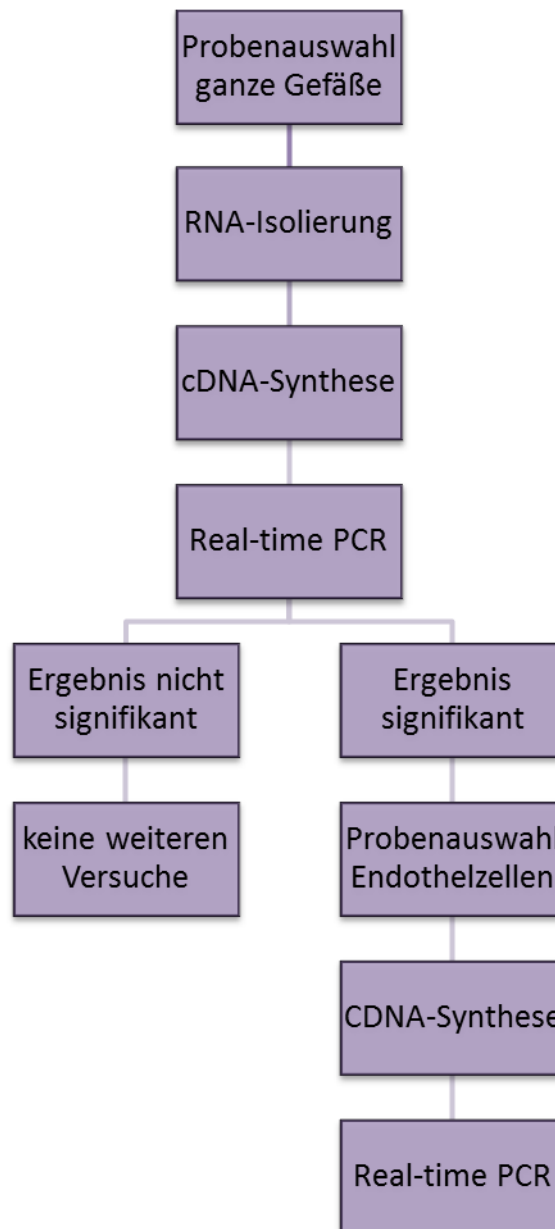 Probenauswahl
ganze Gefäße
RNA-Isolierung
cDNA-Synthese
Real-time PCR
Ergebnis nicht
signifikant
keine weiteren
Versuche
Ergebnis
signifikant
Probenauswahl
Endothelzellen
CDNA-Synthese
Real-time PCR